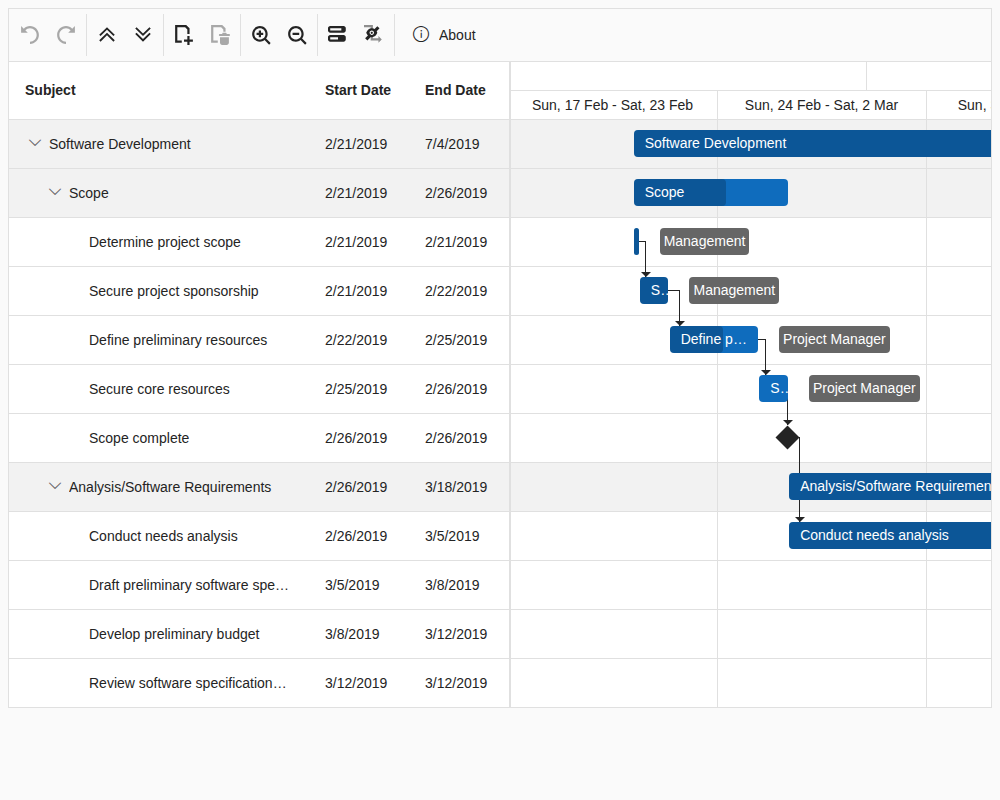 About
Subject Start Date End Date
Sun, 17 Feb - Sat, 23 Feb Sun, 24 Feb - Sat, 2 Mar Sun,
Software Development 2/21/2019 7/4/2019 Software Development
Scope 2/21/2019 2/26/2019 Scope
Determine project scope 2/21/2019 2/21/2019 Management
Secure project sponsorship 2/21/2019 2/22/2019 S… Management
Define preliminary resources 2/22/2019 2/25/2019 Define p… Project Manager
Secure core resources 2/25/2019 2/26/2019 S… Project Manager
Scope complete 2/26/2019 2/26/2019
Analysis/Software Requirements 2/26/2019 3/18/2019 Analysis/Software Requiremen
Conduct needs analysis 2/26/2019 3/5/2019 Conduct needs analysis
Draft preliminary software spe… 3/5/2019 3/8/2019
Develop preliminary budget 3/8/2019 3/12/2019
Review software specification… 3/12/2019 3/12/2019